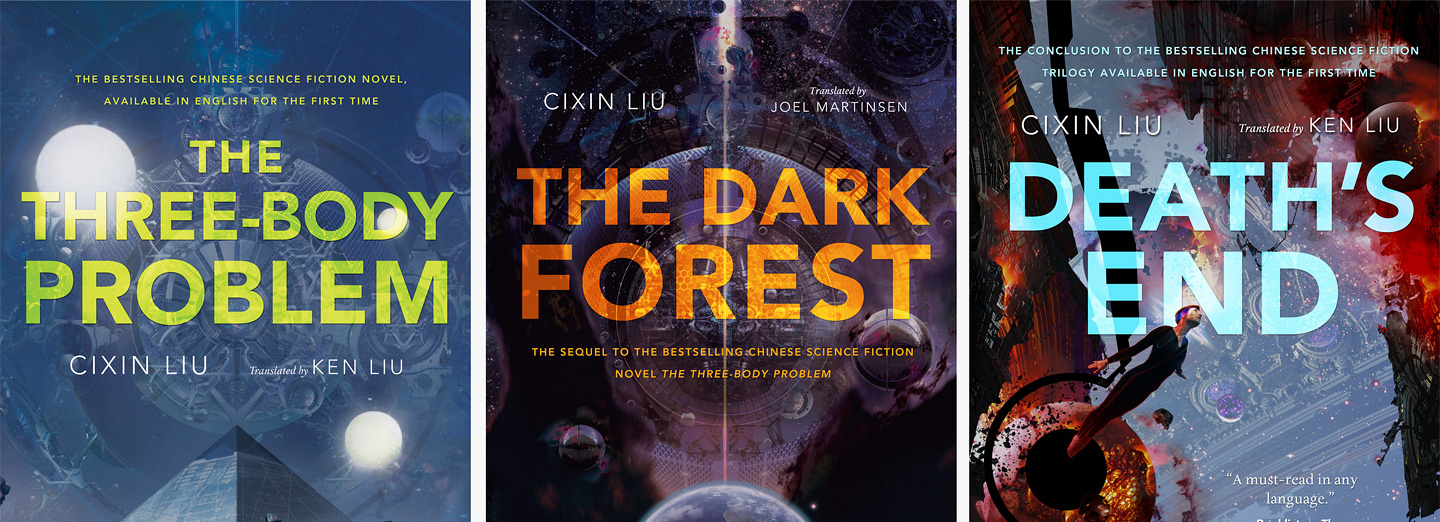 THE BESTSELLING CHINESE SCIENCE FICTION NOVEL,
AVAILABLE IN ENGLISH FOR THE FIRST TIME
THE
THREE-BODY
PROBLEM
CIXIN LIU Translated by KEN LIU
CIXIN LIU Translated by
JOEL MARTINSEN
THE DARK
FOREST
THE SEQUEL TO THE BESTSELLING CHINESE SCIENCE FICTION
NOVEL THE THREE-BODY PROBLEM
THE CONCLUSION TO THE BESTSELLING CHINESE SCIENCE FICTION
TRILOGY AVAILABLE IN ENGLISH FOR THE FIRST TIME
CIXIN LIU Translated by KEN LIU
DEATH'S
END
“A must-read in any
language.”